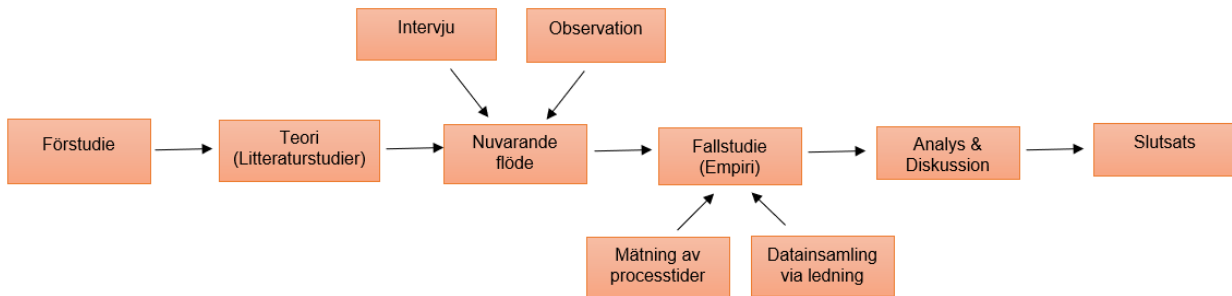 Intervju
Observation
Förstudie
Teori
(Litteraturstudier)
Nuvarande
flöde
Fallstudie
(Empiri)
Analys &
Diskussion
Slutsats
Mätning av
processtider
Datainsamling
via ledning